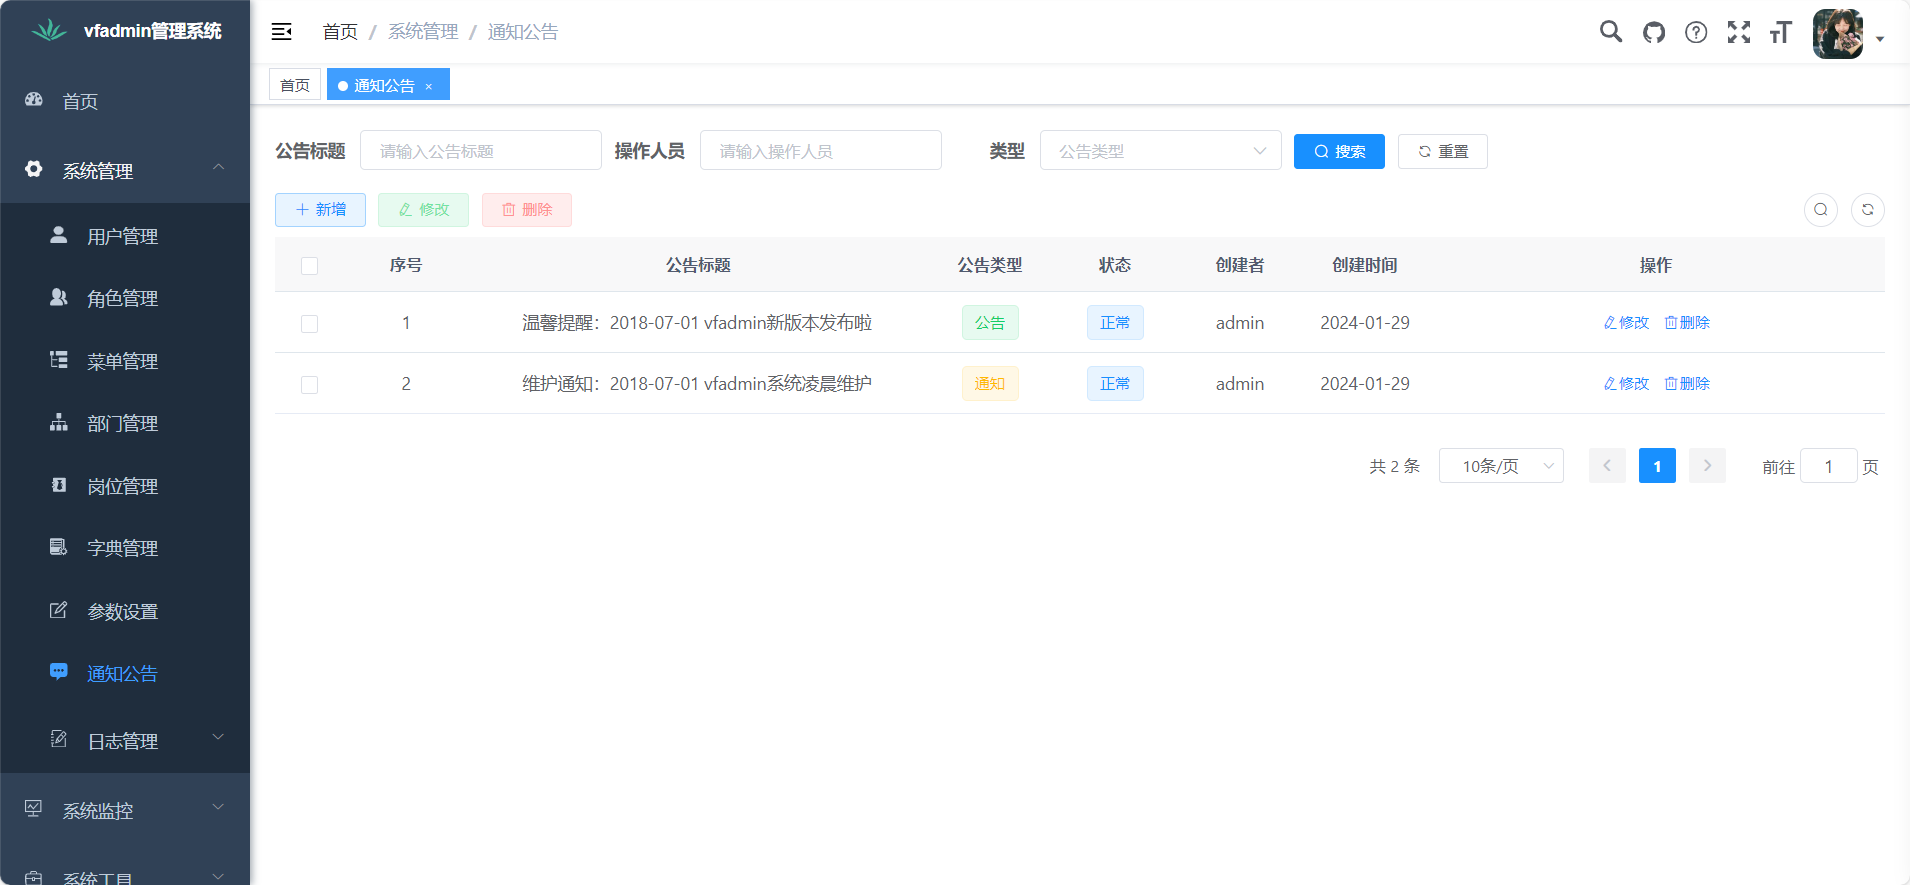 vfadmin管理系统
首页
系统管理
用户管理
角色管理
菜单管理
部门管理
岗位管理
字典管理
参数设置
通知公告
日志管理
系统监控
系统工具
首页 / 系统管理 / 通知公告
首页
通知公告 ×
公告标题 请输入公告标题 操作人员 请输入操作人员 类型 公告类型 搜索 重置
新增 修改 删除
序号 公告标题 公告类型 状态 创建者 创建时间 操作
1 温馨提醒：2018-07-01 vfadmin新版本发布啦 公告 正常 admin 2024-01-29 修改 删除
2 维护通知：2018-07-01 vfadmin系统凌晨维护 通知 正常 admin 2024-01-29 修改 删除
共 2 条 10条/页 1 前往 1 页